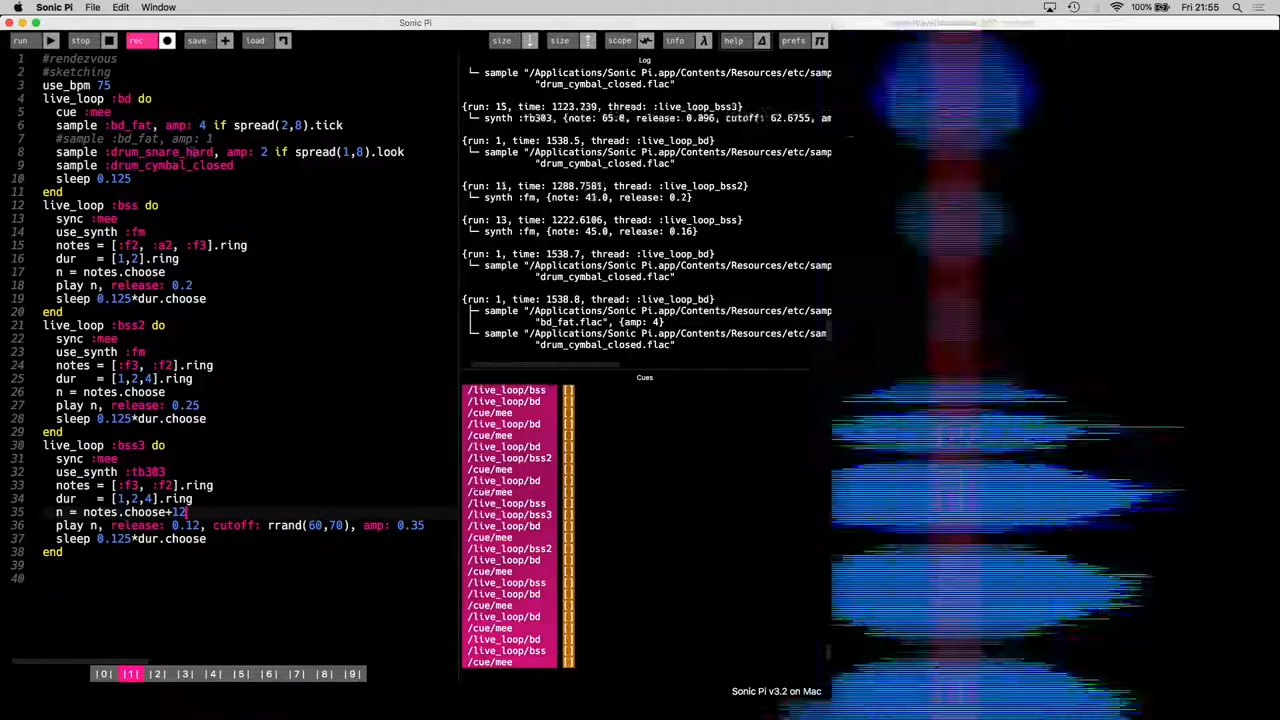 Sonic Pi File Edit Window 100% Fri 21:55
Sonic Pi
run stop rec save load size size scope info help prefs
1 #rendezvous
2 #sketching
3 use_bpm 75
4 live_loop :bd do
5 cue :mee
6 sample :bd_fat, amp: 4 if spread(2,8).tick
7 #sample :bd_fat, amp: 1
8 sample :drum_snare_hard, amp: 2 if spread(1,8).look
9 sample :drum_cymbal_closed
10 sleep 0.125
11 end
12 live_loop :bss do
13 sync :mee
14 use_synth :fm
15 notes = [:f2, :a2, :f3].ring
16 dur = [1,2].ring
17 n = notes.choose
18 play n, release: 0.2
19 sleep 0.125*dur.choose
20 end
21 live_loop :bss2 do
22 sync :mee
23 use_synth :fm
24 notes = [:f3, :f2].ring
25 dur = [1,2,4].ring
26 n = notes.choose
27 play n, release: 0.25
28 sleep 0.125*dur.choose
29 end
30 live_loop :bss3 do
31 sync :mee
32 use_synth :tb303
33 notes = [:f3, :f2].ring
34 dur = [1,2,4].ring
35 n = notes.choose+12
36 play n, release: 0.12, cutoff: rrand(60,70), amp: 0.35
37 sleep 0.125*dur.choose
38 end
39
40
|0| |1| |2| |3| |4| |5| |6| |7| |8| |9|
Log
sample "/Applications/Sonic Pi.app/Contents/Resources/etc/samp
"drum_cymbal_closed.flac"
{run: 15, time: 1223.239, thread: :live_loop_bss3}
synth :tb303, {note: 65.0, release: 0.096, cutoff: 62.6755, am
{run: 1, time: 1538.5, thread: :live_loop_bd}
sample "/Applications/Sonic Pi.app/Contents/Resources/etc/samp
"drum_cymbal_closed.flac"
{run: 11, time: 1288.7581, thread: :live_loop_bss2}
synth :fm, {note: 41.0, release: 0.2}
{run: 13, time: 1222.6106, thread: :live_loop_bss}
synth :fm, {note: 45.0, release: 0.16}
{run: 1, time: 1538.7, thread: :live_loop_bd}
sample "/Applications/Sonic Pi.app/Contents/Resources/etc/samp
"drum_cymbal_closed.flac"
{run: 1, time: 1538.8, thread: :live_loop_bd}
sample "/Applications/Sonic Pi.app/Contents/Resources/etc/samp
"bd_fat.flac", {amp: 4}
sample "/Applications/Sonic Pi.app/Contents/Resources/etc/sam
"drum_cymbal_closed.flac"
Cues
/live_loop/bss []
/live_loop/bd []
/cue/mee []
/live_loop/bd []
/cue/mee []
/live_loop/bd []
/live_loop/bss2 []
/cue/mee []
/live_loop/bd []
/cue/mee []
/live_loop/bss []
/live_loop/bss3 []
/live_loop/bd []
/cue/mee []
/live_loop/bss2 []
/live_loop/bd []
/cue/mee []
/live_loop/bss []
/live_loop/bd []
/cue/mee []
/live_loop/bd []
/cue/mee []
/live_loop/bd []
/live_loop/bss []
/cue/mee []
Sonic Pi v3.2 on Mac